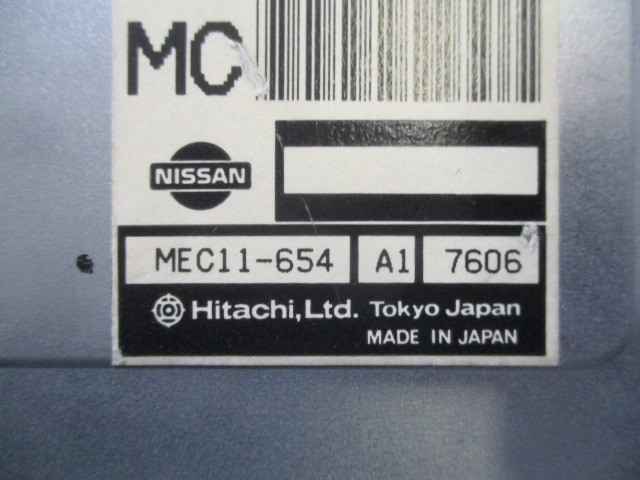 MC
NISSAN
MEC11-654 A1 7606
Hitachi, Ltd. Tokyo Japan
MADE IN JAPAN